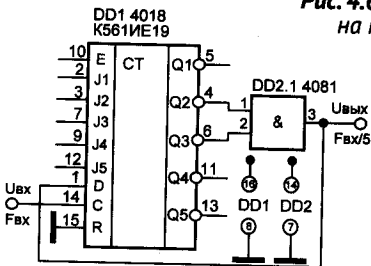 Рис. 4.
на
DD1 4018
К561ИЕ19
10 E CT Q1 5
2 J1
3 J2 Q2 4
7 J3 Q3 6
9 J4
12 J5 Q4 11
1 D
14 C Q5 13
15 R
DD2.1 4081
1
2 & 3
Uвых
Fвх/5
16 14
DD1 DD2
8 7
Uвх
Fвх